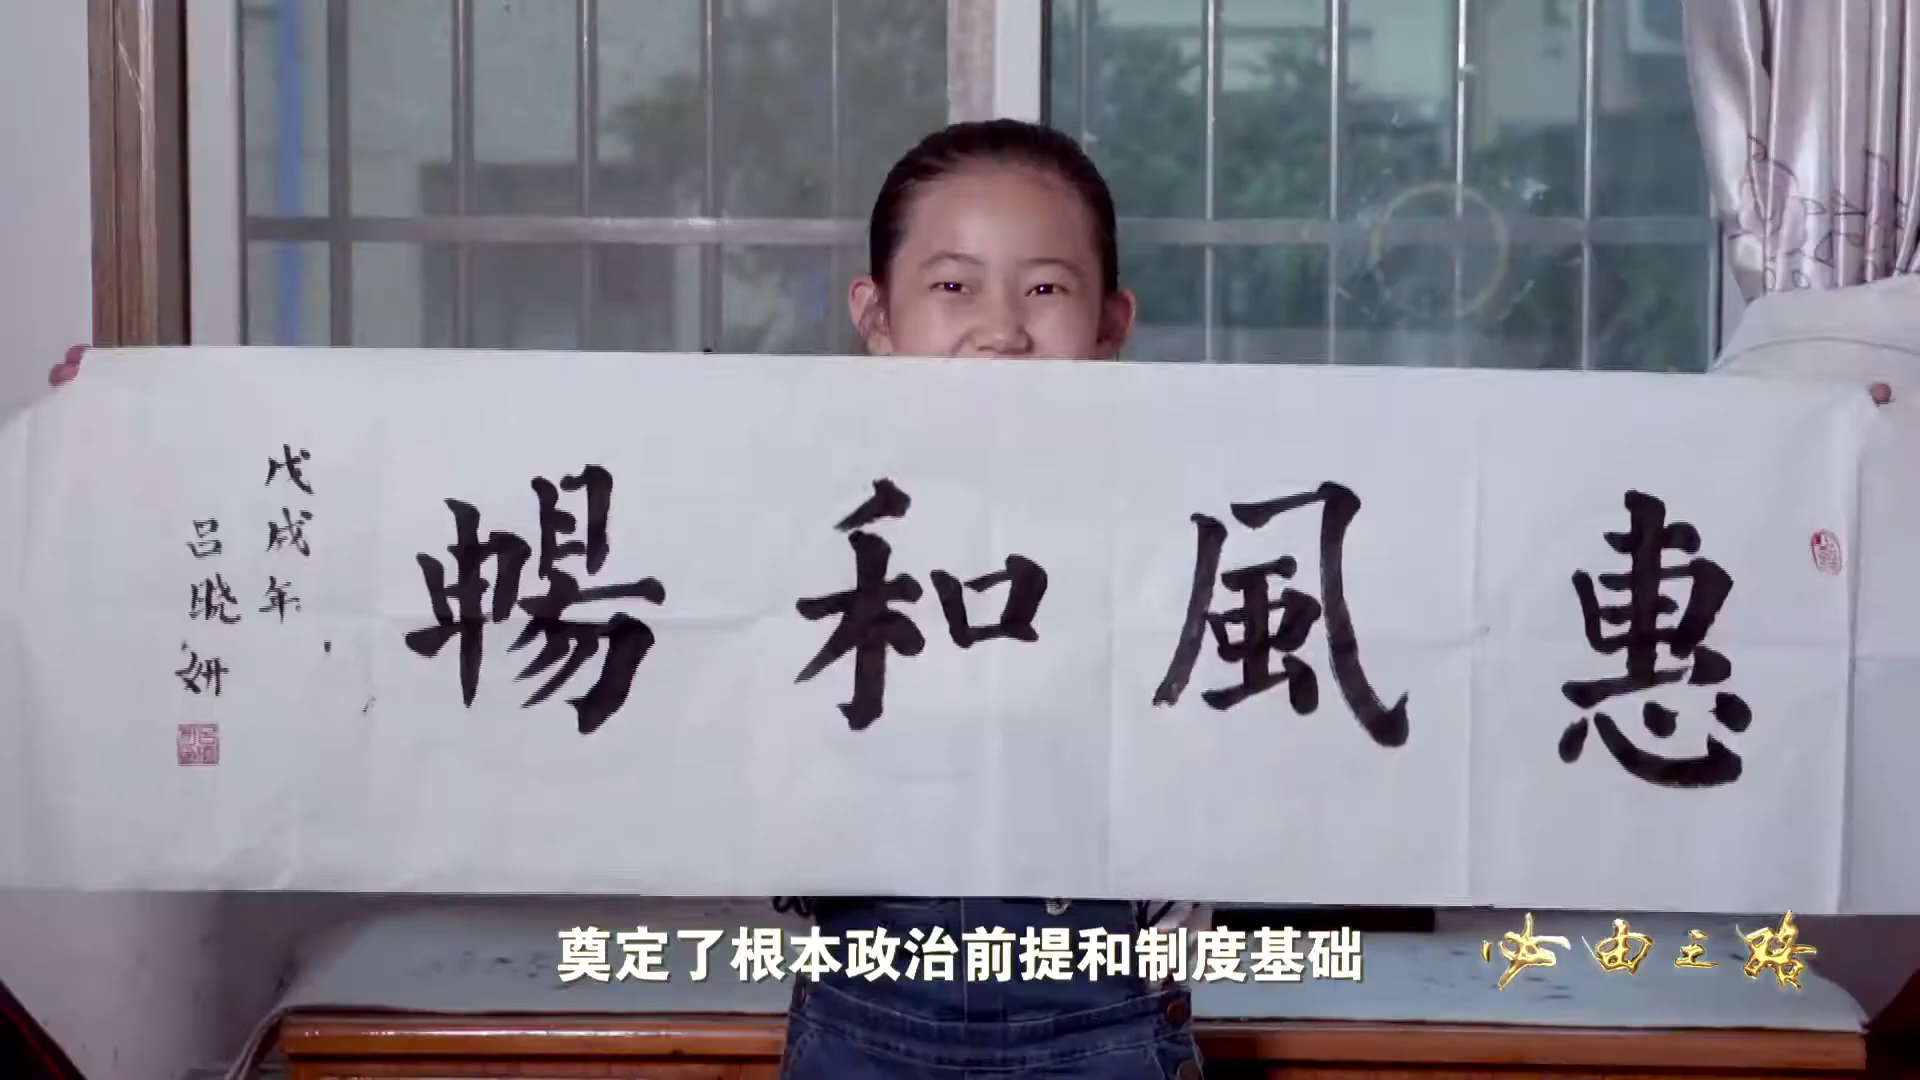 惠風和暢
戊戌年
吕晓妍
奠定了根本政治前提和制度基础
必由之路